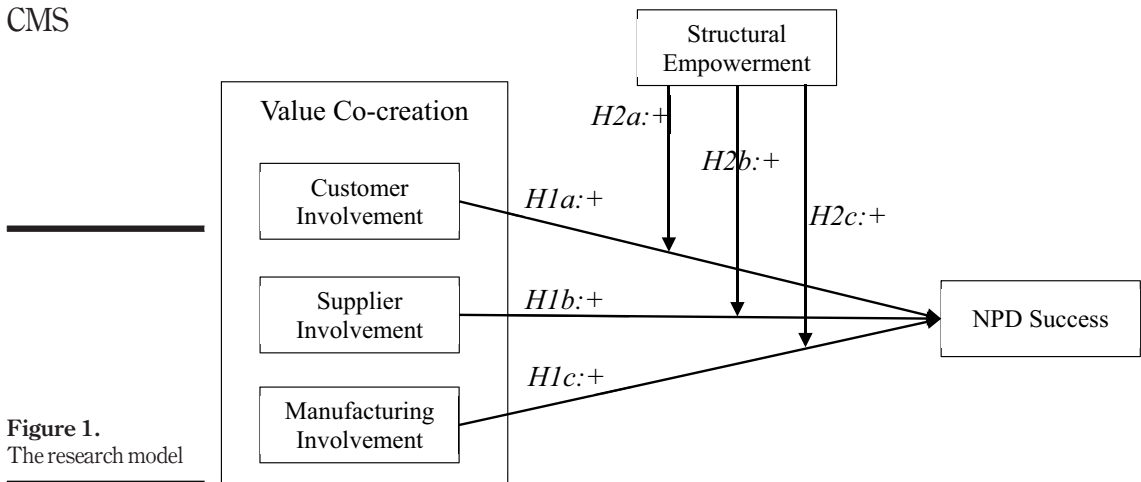 CMS
Structural
Empowerment
Value Co-creation
H2a:+
H2b:+
Customer
Involvement
H1a:+
H2c:+
Supplier
Involvement
H1b:+
NPD Success
H1c:+
Manufacturing
Involvement
Figure 1.
The research model